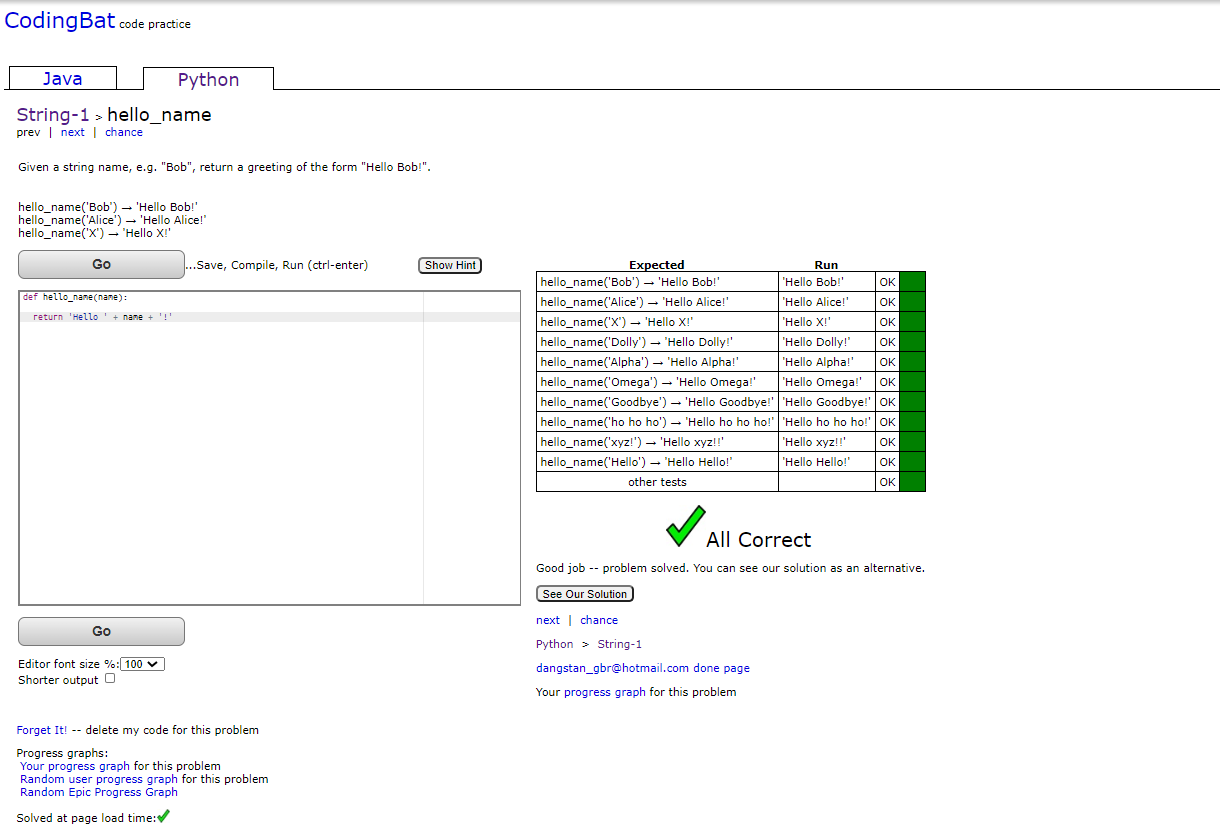 CodingBat code practice
Java
Python
String-1 > hello_name
prev | next | chance
Given a string name, e.g. "Bob", return a greeting of the form "Hello Bob!".
hello_name('Bob') → 'Hello Bob!'
hello_name('Alice') → 'Hello Alice!'
hello_name('X') → 'Hello X!'
Go
...Save, Compile, Run (ctrl-enter)
Show Hint
def hello_name(name):
return 'Hello ' + name + '!'
Go
Editor font size %: 100
Shorter output
Expected Run
hello_name('Bob') → 'Hello Bob!' 'Hello Bob!' OK
hello_name('Alice') → 'Hello Alice!' 'Hello Alice!' OK
hello_name('X') → 'Hello X!' 'Hello X!' OK
hello_name('Dolly') → 'Hello Dolly!' 'Hello Dolly!' OK
hello_name('Alpha') → 'Hello Alpha!' 'Hello Alpha!' OK
hello_name('Omega') → 'Hello Omega!' 'Hello Omega!' OK
hello_name('Goodbye') → 'Hello Goodbye!' 'Hello Goodbye!' OK
hello_name('ho ho ho') → 'Hello ho ho ho!' 'Hello ho ho ho!' OK
hello_name('xyz!') → 'Hello xyz!!' 'Hello xyz!!' OK
hello_name('Hello') → 'Hello Hello!' 'Hello Hello!' OK
other tests OK
All Correct
Good job -- problem solved. You can see our solution as an alternative.
See Our Solution
next | chance
Python > String-1
dangstan_gbr@hotmail.com done page
Your progress graph for this problem
Forget It! -- delete my code for this problem
Progress graphs:
Your progress graph for this problem
Random user progress graph for this problem
Random Epic Progress Graph
Solved at page load time: